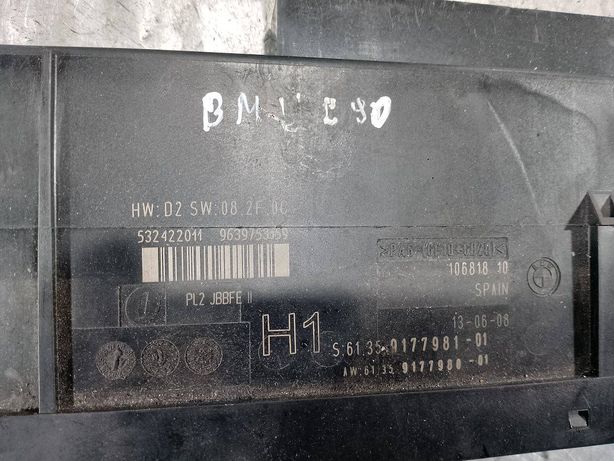 BMW E90
HW:D2 SW:08.2F.0C
532422011 9639753659
106818 10
SPAIN
PL2 JBBFE II
13-06-08
H1
S:61.35.9177981-01
AW:61.35 9177980-01